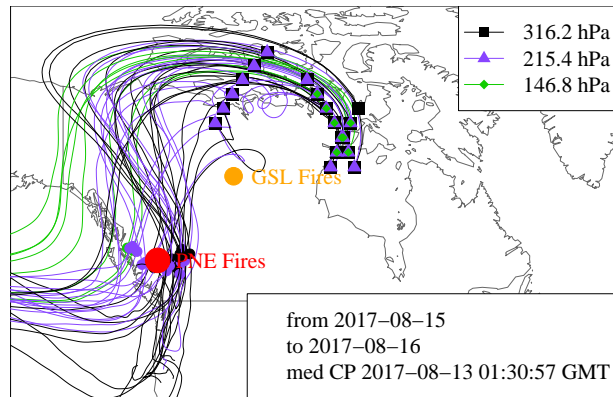 316.2 hPa
215.4 hPa
146.8 hPa
GSL Fires
PNE Fires
from 2017−08−15
to 2017−08−16
med CP 2017−08−13 01:30:57 GMT